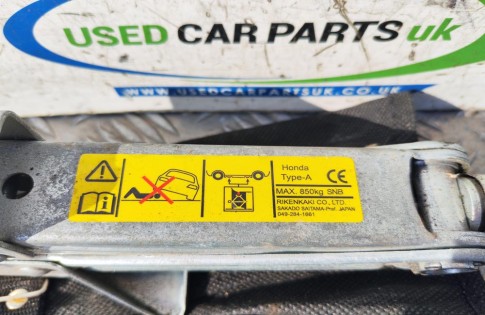 USED CAR PARTS uk
WWW.USEDCARPARTSUK.CO.UK
Honda
Type-A CE
MAX. 850kg SNB
RIKENKAKI CO., LTD.
SAKADO SAITAMA-Pref. JAPAN
049-284-1661